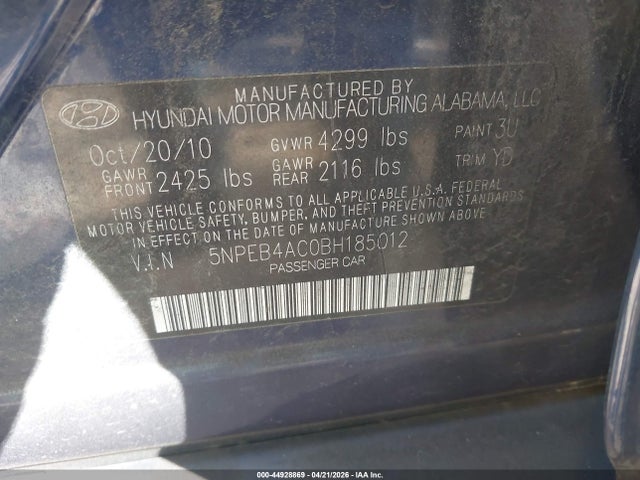 MANUFACTURED BY
HYUNDAI MOTOR MANUFACTURING ALABAMA, LLC
Oct/20/10 GVWR 4299 lbs PAINT 3U
GAWR FRONT 2425 lbs GAWR REAR 2116 lbs TRIM YD
THIS VEHICLE CONFORMS TO ALL APPLICABLE U.S.A. FEDERAL
MOTOR VEHICLE SAFETY, BUMPER, AND THEFT PREVENTION STANDARDS
IN EFFECT ON THE DATE OF MANUFACTURE SHOWN ABOVE
V.I.N 5NPEB4AC0BH185012
PASSENGER CAR
000-44928869 - 04/21/2026 - IAA Inc.